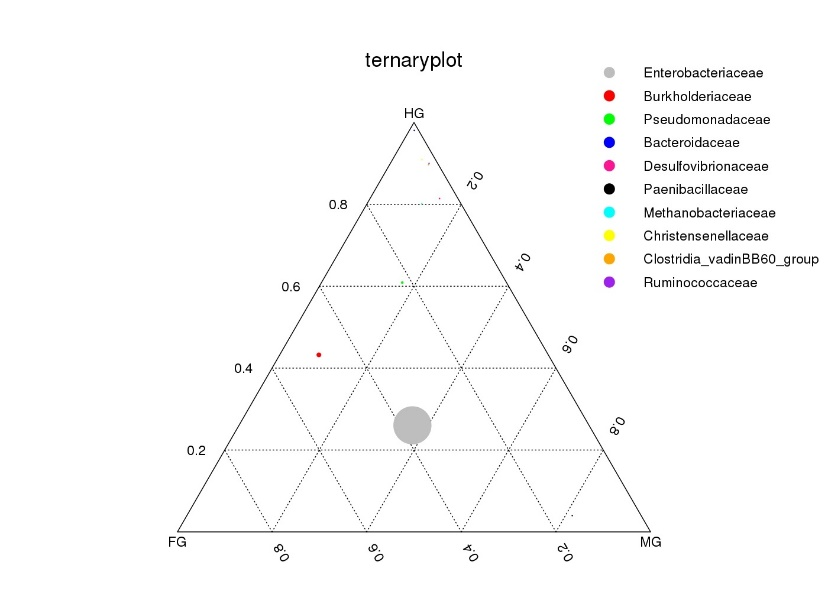 ternaryplot
Enterobacteriaceae
Burkholderiaceae
Pseudomonadaceae
Bacteroidaceae
Desulfovibrionaceae
Paenibacillaceae
Methanobacteriaceae
Christensenellaceae
Clostridia_vadinBB60_group
Ruminococcaceae
HG
0.2
0.8
0.4
0.6
0.6
0.4
0.8
0.2
FG
MG
0.8
0.6
0.4
0.2